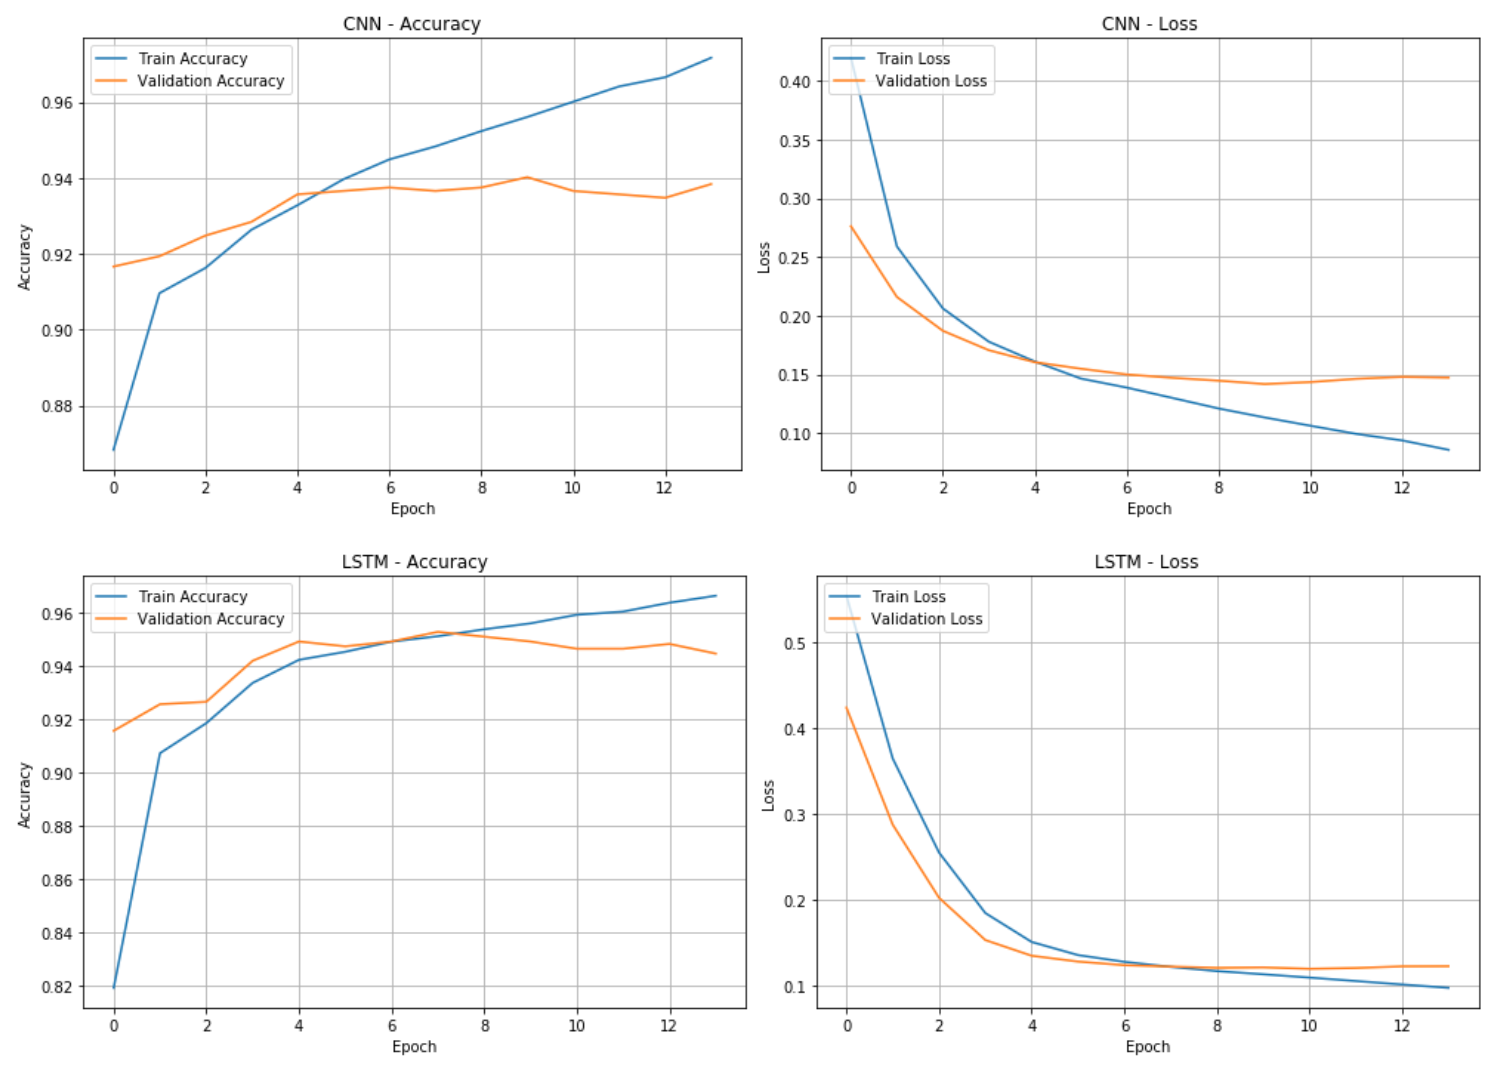 CNN - Accuracy
Train Accuracy
Validation Accuracy
0.96
0.94
0.92
0.90
0.88
Accuracy
0 2 4 6 8 10 12
Epoch
CNN - Loss
Train Loss
Validation Loss
0.40
0.35
0.30
0.25
0.20
0.15
0.10
Loss
0 2 4 6 8 10 12
Epoch
LSTM - Accuracy
Train Accuracy
Validation Accuracy
0.96
0.94
0.92
0.90
0.88
0.86
0.84
0.82
Accuracy
0 2 4 6 8 10 12
Epoch
LSTM - Loss
Train Loss
Validation Loss
0.5
0.4
0.3
0.2
0.1
Loss
0 2 4 6 8 10 12
Epoch